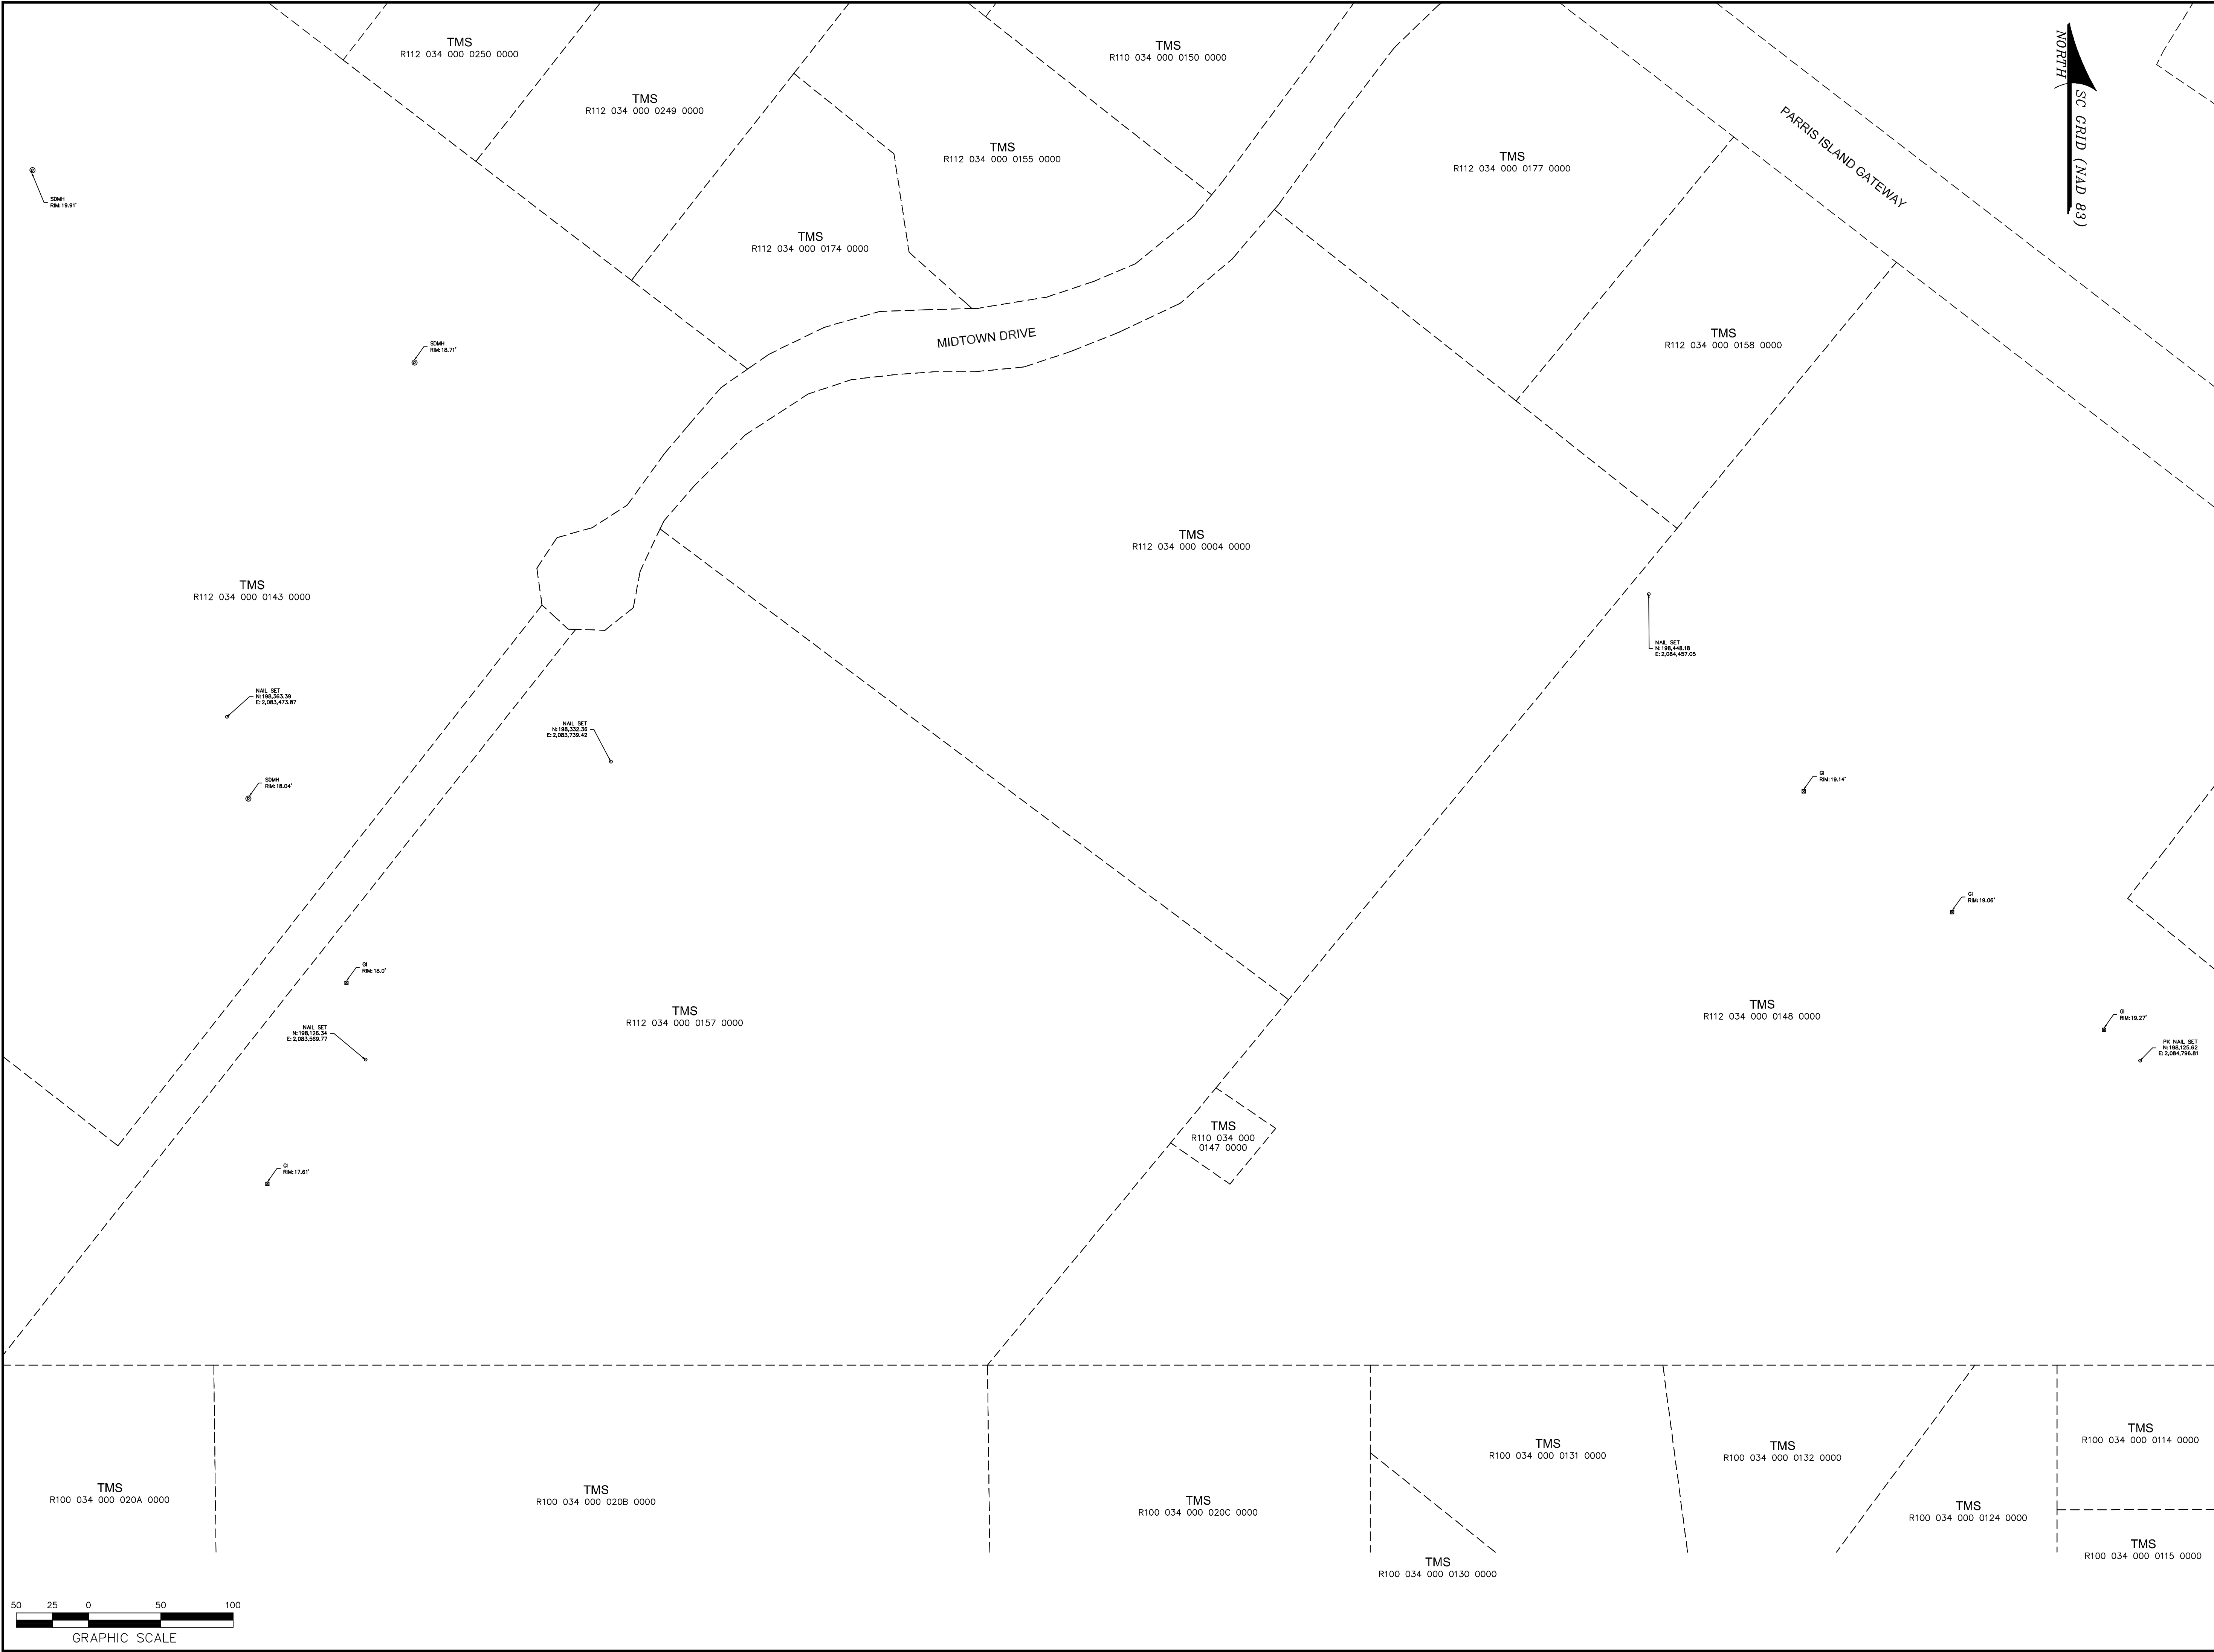 TMS
R112 034 000 0250 0000
TMS
R110 034 000 0150 0000
NORTH
SC GRID (NAD 83)
TMS
R112 034 000 0249 0000
PARRIS ISLAND GATEWAY
TMS
R112 034 000 0155 0000
TMS
R112 034 000 0177 0000
SDMH
RIM:19.91'
TMS
R112 034 000 0174 0000
MIDTOWN DRIVE
TMS
R112 034 000 0158 0000
SDMH
RIM:18.71'
TMS
R112 034 000 0004 0000
TMS
R112 034 000 0143 0000
NAIL SET
N:198,448.18
E:2,084,457.05
NAIL SET
N:198,363.39
E:2,083,473.87
NAIL SET
N:198,332.36
E:2,083,739.42
SDMH
RIM:18.04'
GI
RIM:19.14'
GI
RIM:19.06'
GI
RIM:18.0'
TMS
R112 034 000 0157 0000
TMS
R112 034 000 0148 0000
GI
RIM:19.27'
NAIL SET
N:198,126.34
E:2,083,569.77
PK NAIL SET
N:198,125.62
E:2,084,796.81
TMS
R110 034 000
0147 0000
GI
RIM:17.61'
TMS
R100 034 000 0114 0000
TMS
R100 034 000 0131 0000
TMS
R100 034 000 0132 0000
TMS
R100 034 000 020A 0000
TMS
R100 034 000 020B 0000
TMS
R100 034 000 020C 0000
TMS
R100 034 000 0124 0000
TMS
R100 034 000 0115 0000
TMS
R100 034 000 0130 0000
50 25 0 50 100
GRAPHIC SCALE